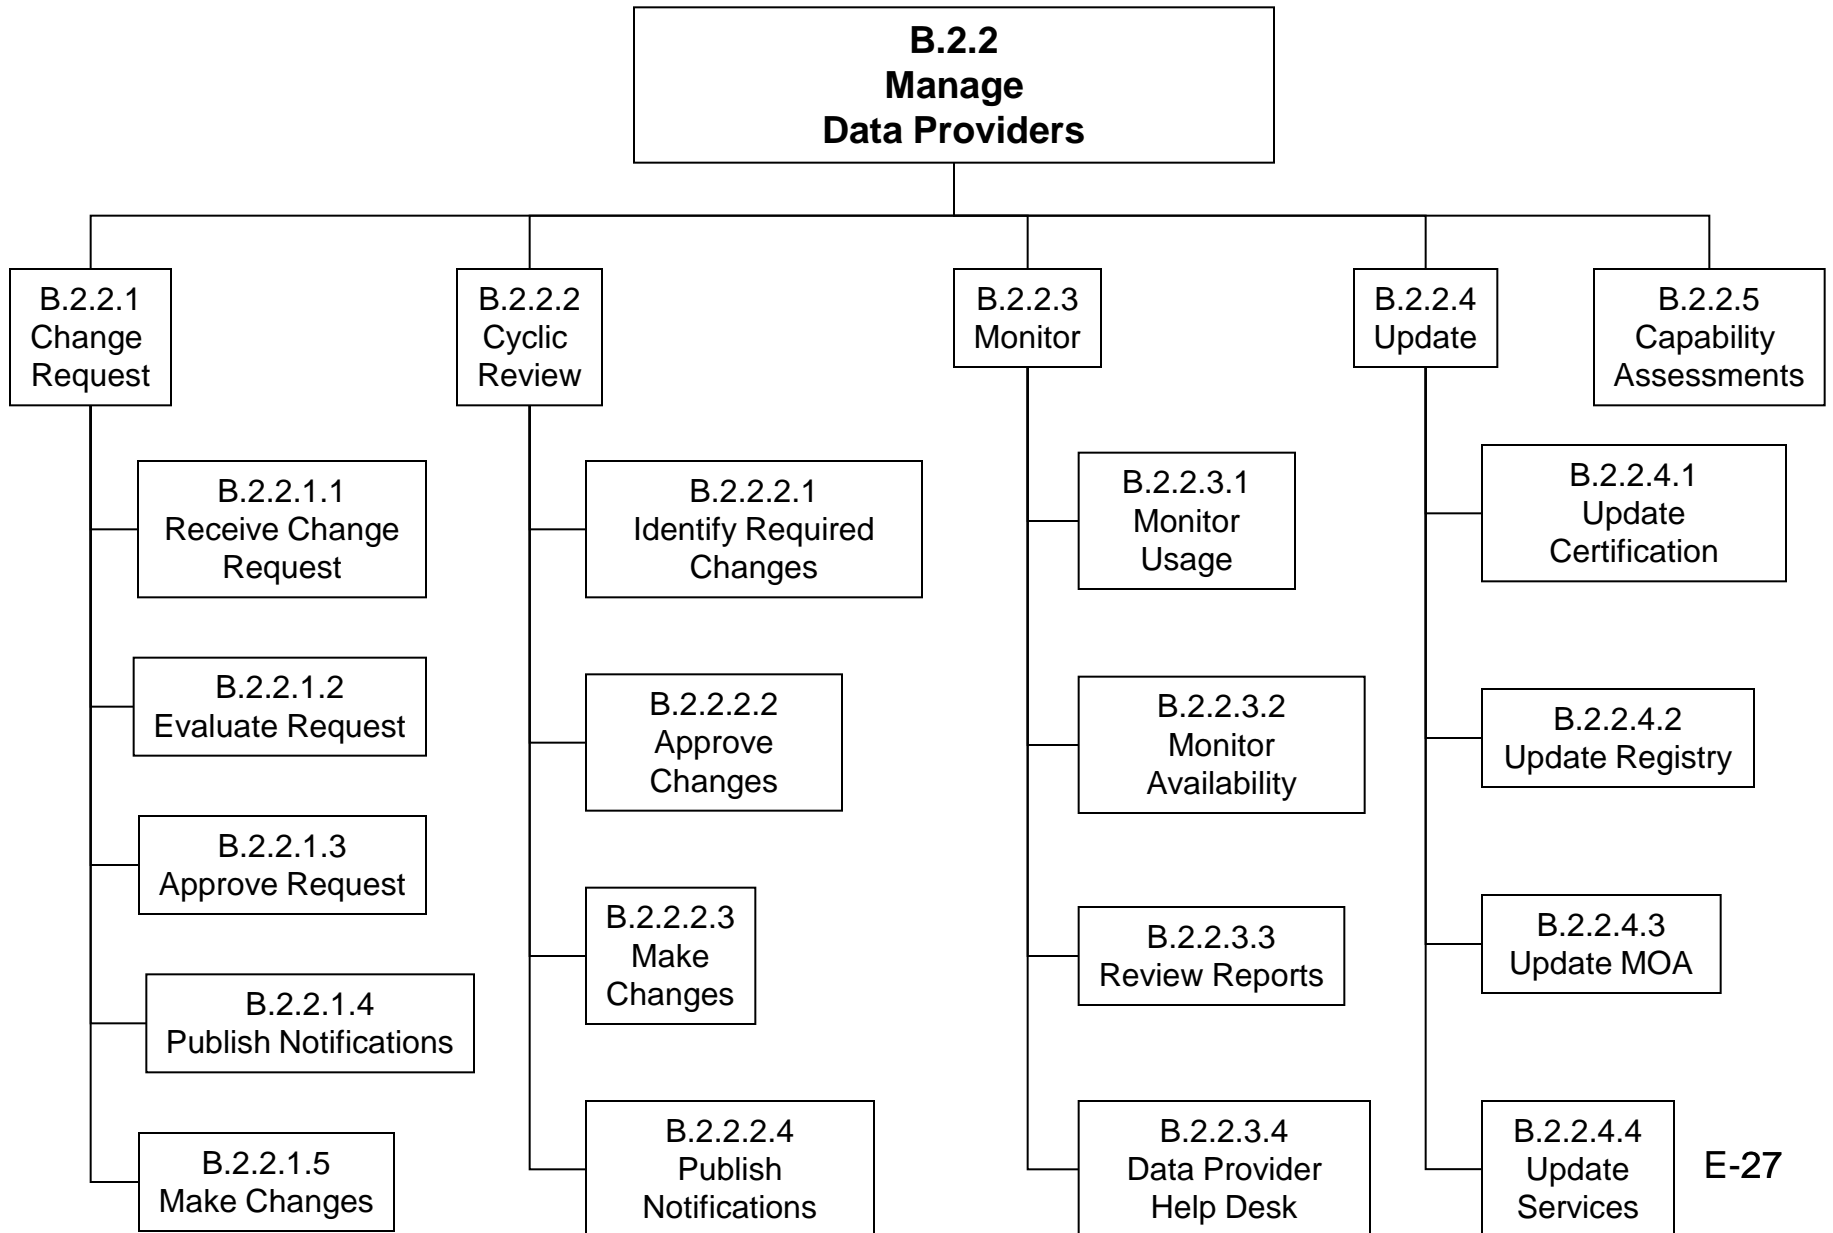 B.2.2
Manage
Data Providers
B.2.2.1
Change
Request
B.2.2.1.1
Receive Change
Request
B.2.2.1.2
Evaluate Request
B.2.2.1.3
Approve Request
B.2.2.1.4
Publish Notifications
B.2.2.1.5
Make Changes
B.2.2.2
Cyclic
Review
B.2.2.2.1
Identify Required
Changes
B.2.2.2.2
Approve
Changes
B.2.2.2.3
Make
Changes
B.2.2.2.4
Publish
Notifications
B.2.2.3
Monitor
B.2.2.3.1
Monitor
Usage
B.2.2.3.2
Monitor
Availability
B.2.2.3.3
Review Reports
B.2.2.3.4
Data Provider
Help Desk
B.2.2.4
Update
B.2.2.4.1
Update
Certification
B.2.2.4.2
Update Registry
B.2.2.4.3
Update MOA
B.2.2.4.4
Update
Services
B.2.2.5
Capability
Assessments
E-27